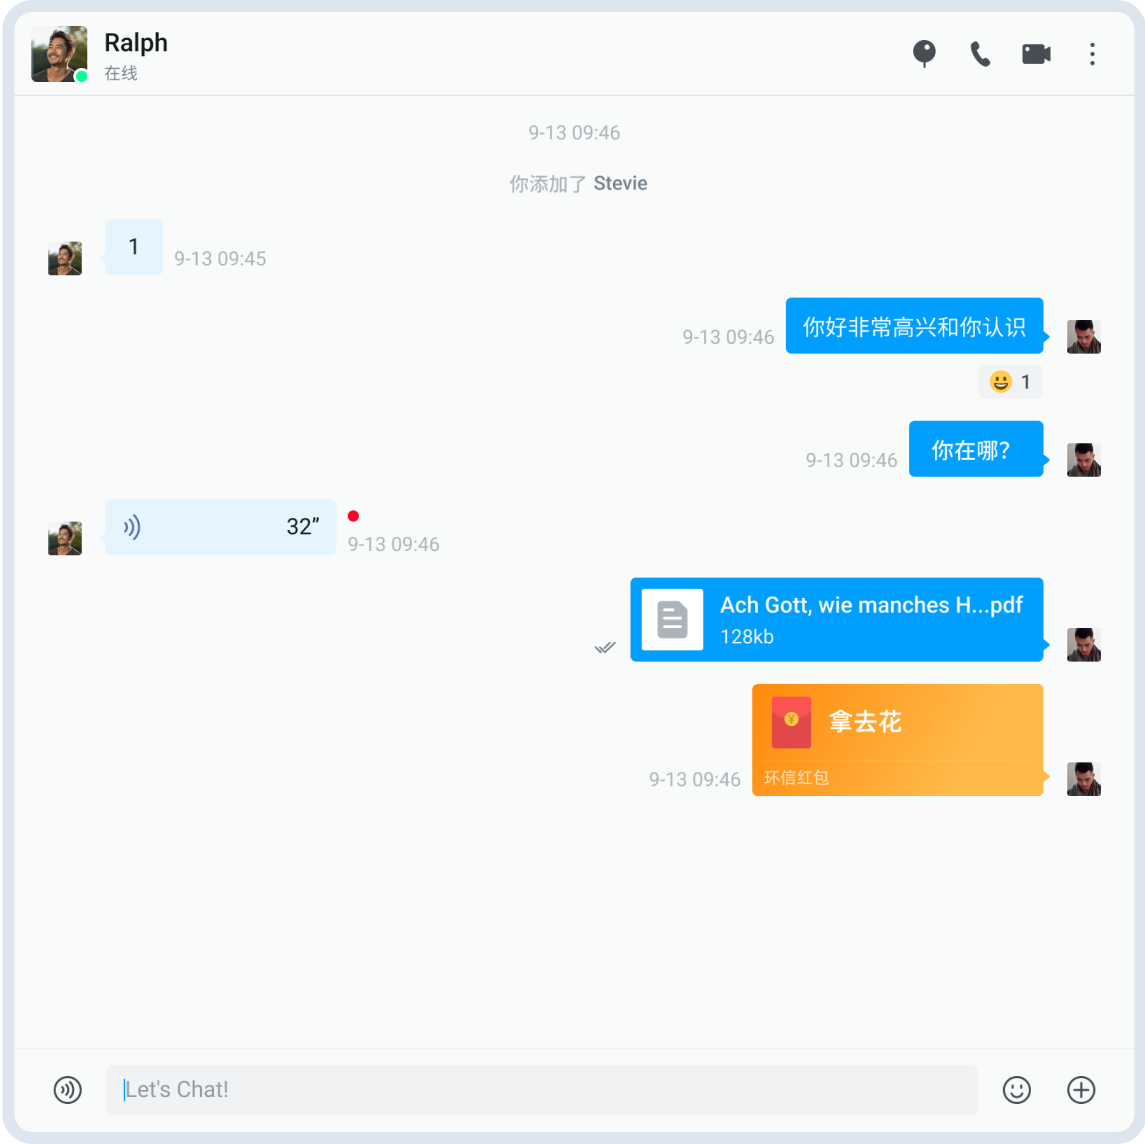 Ralph
在线
9-13 09:46
你添加了 Stevie
1
9-13 09:45
9-13 09:46
你好非常高兴和你认识
😀 1
9-13 09:46
你在哪？
32”
9-13 09:46
Ach Gott, wie manches H...pdf
128kb
¥
拿去花
9-13 09:46
环信红包
Let's Chat!